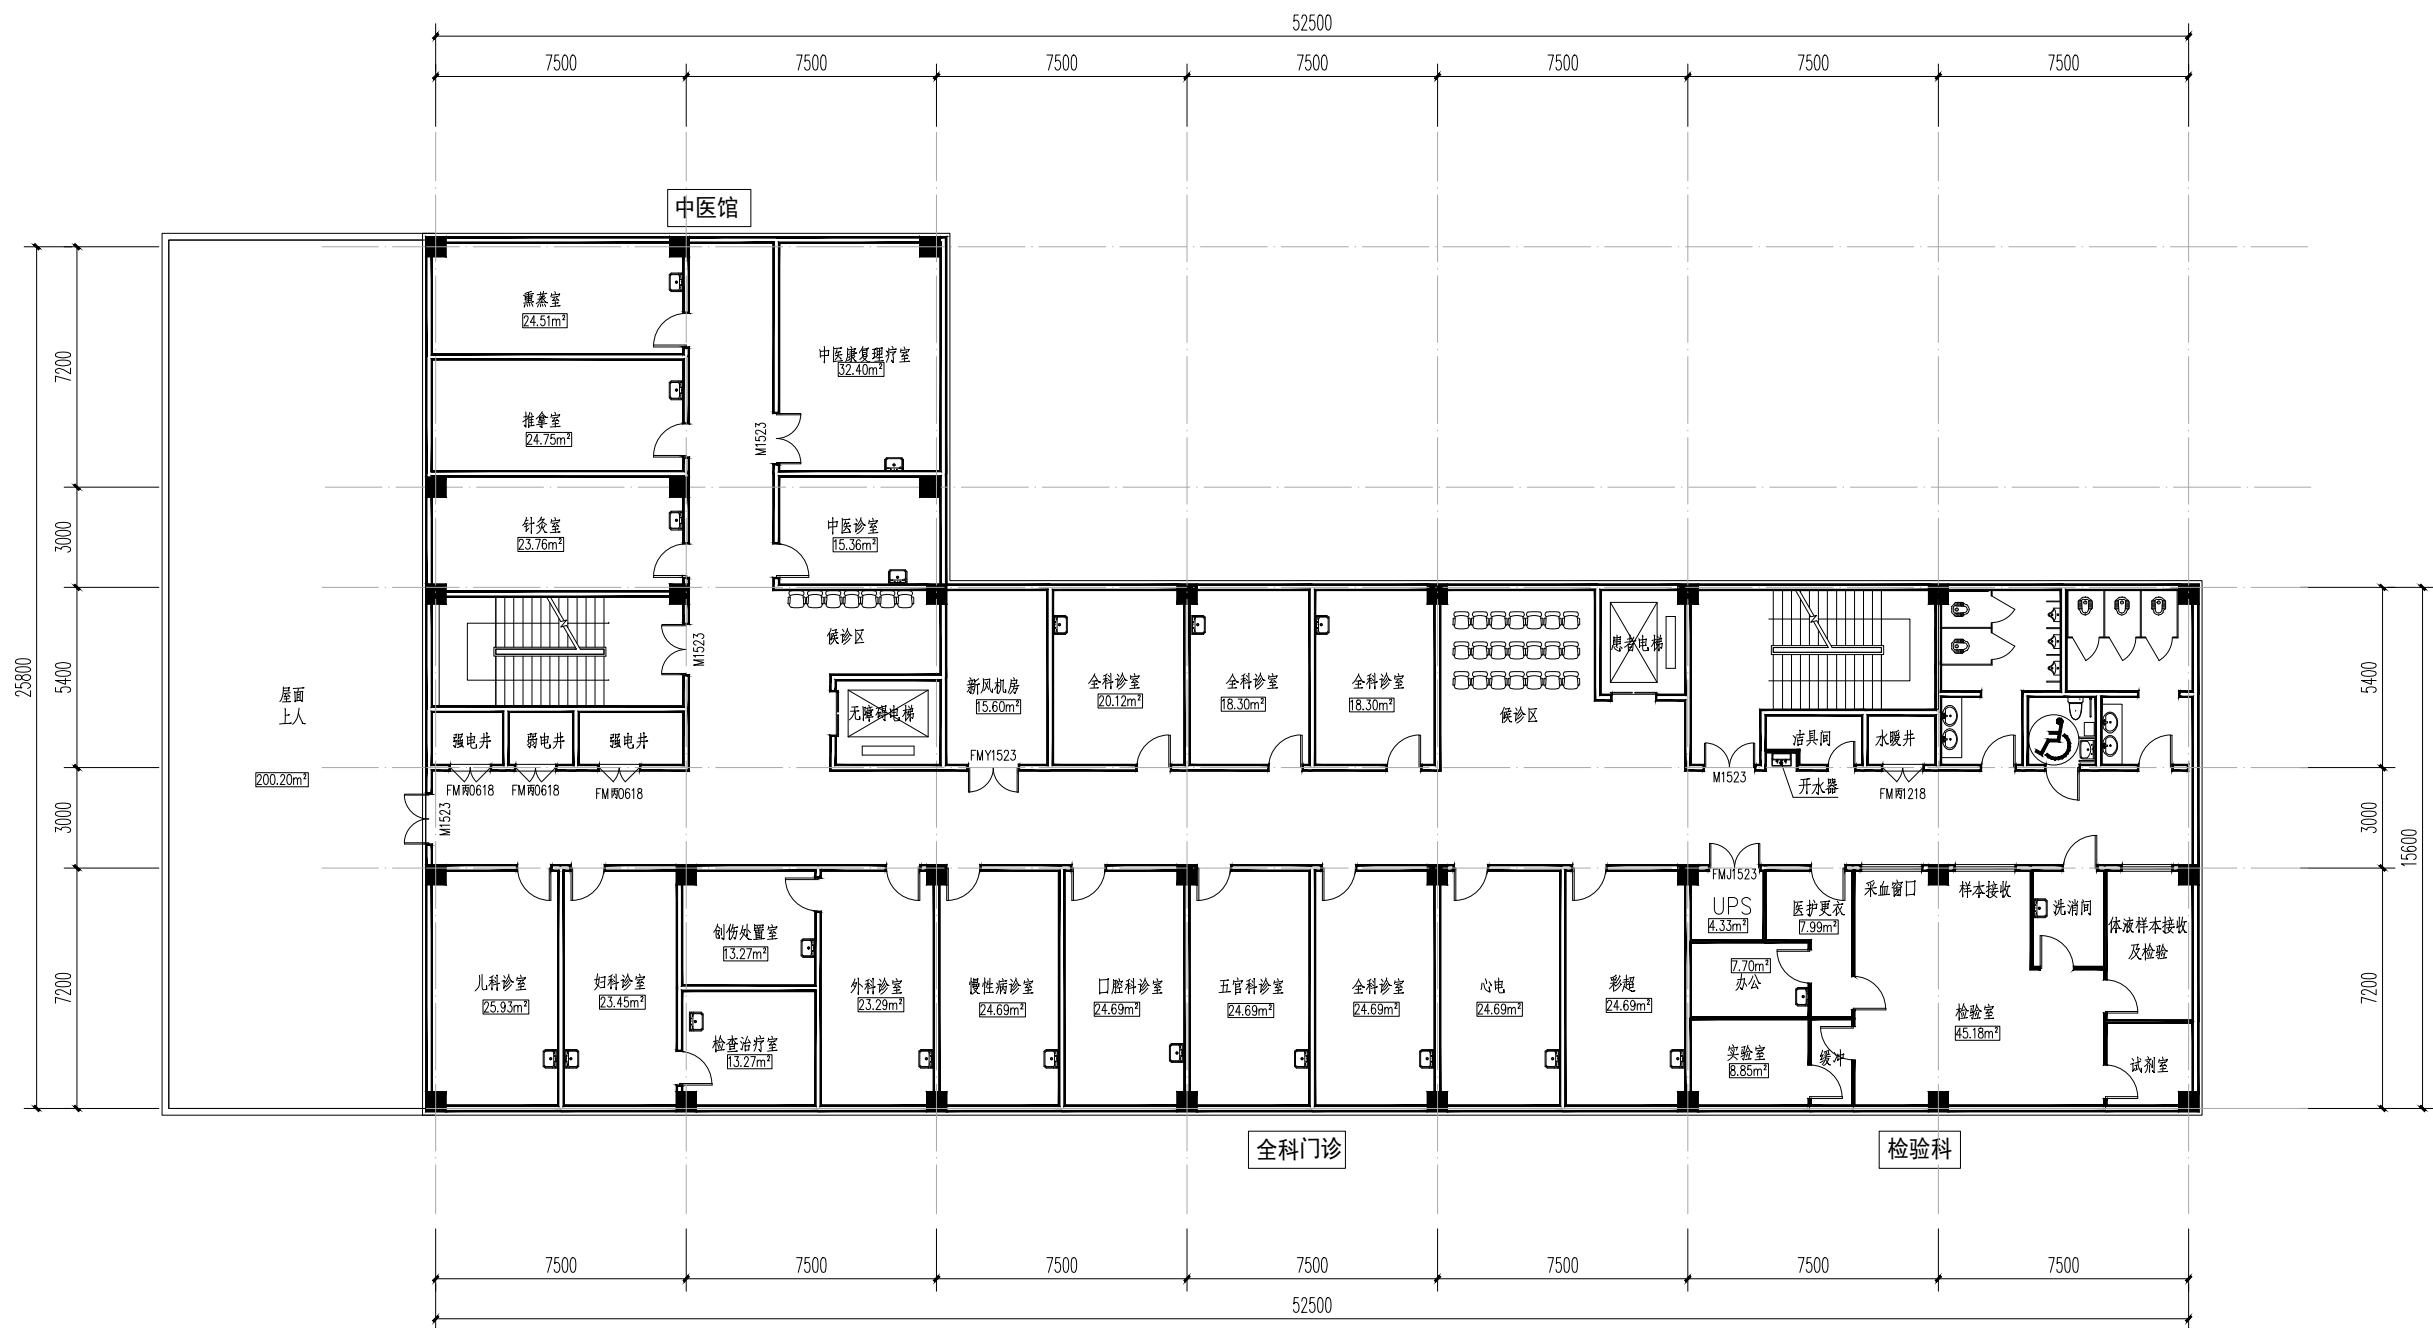 52500
7500 7500 7500 7500 7500 7500 7500
中医馆
熏蒸室
24.51m²
中医康复理疗室
32.40m²
7200
推拿室
24.75m²
M1523
针灸室
23.76m²
中医诊室
15.36m²
3000
候诊区
M1523
患者电梯
25800
5400
屋面
上人
200.20m²
新风机房
15.60m²
全科诊室
20.12m²
全科诊室
18.30m²
全科诊室
18.30m²
候诊区
5400
强电井
弱电井
强电井
无障碍电梯
洁具间
水暖井
FMY1523
M1523
开水器
FM丙0618
FM丙0618
FM丙0618
FM丙1218
M1523
3000
3000
15600
FMJ1523
采血窗口
样本接收
UPS
4.33m²
医护更衣
7.99m²
洗消间
体液样本接收
及检验
创伤处置室
13.27m²
7.70m²
办公
儿科诊室
25.93m²
妇科诊室
23.45m²
外科诊室
23.29m²
慢性病诊室
24.69m²
口腔科诊室
24.69m²
五官科诊室
24.69m²
全科诊室
24.69m²
心电
24.69m²
彩超
24.69m²
7200
7200
检验室
45.18m²
检查治疗室
13.27m²
实验室
8.85m²
缓冲
试剂室
全科门诊
检验科
7500 7500 7500 7500 7500 7500 7500
52500